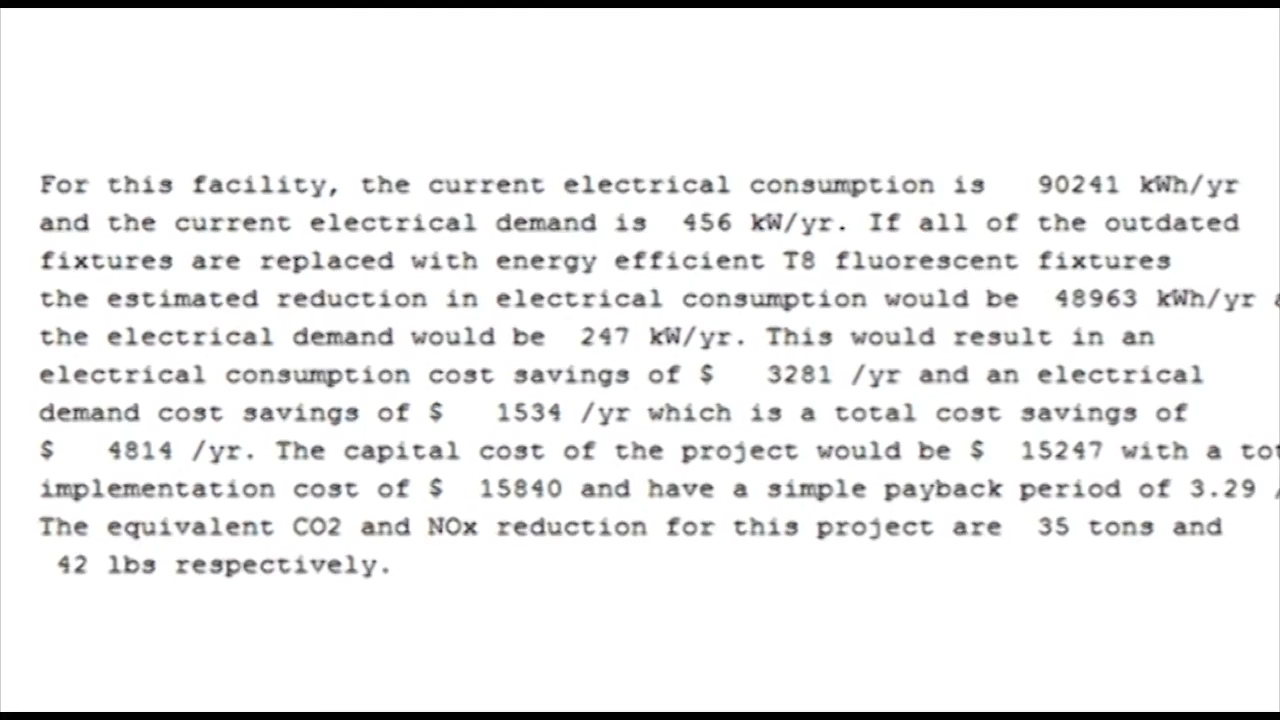 For this facility, the current electrical consumption is   90241 kWh/yr
and the current electrical demand is  456 kW/yr. If all of the outdated
fixtures are replaced with energy efficient T8 fluorescent fixtures
the estimated reduction in electrical consumption would be  48963 kWh/yr
the electrical demand would be  247 kW/yr. This would result in an
electrical consumption cost savings of $   3281 /yr and an electrical
demand cost savings of $   1534 /yr which is a total cost savings of
$   4814 /yr. The capital cost of the project would be $  15247 with a
implementation cost of $  15840 and have a simple payback period of 3.29
The equivalent CO2 and NOx reduction for this project are  35 tons and
42 lbs respectively.